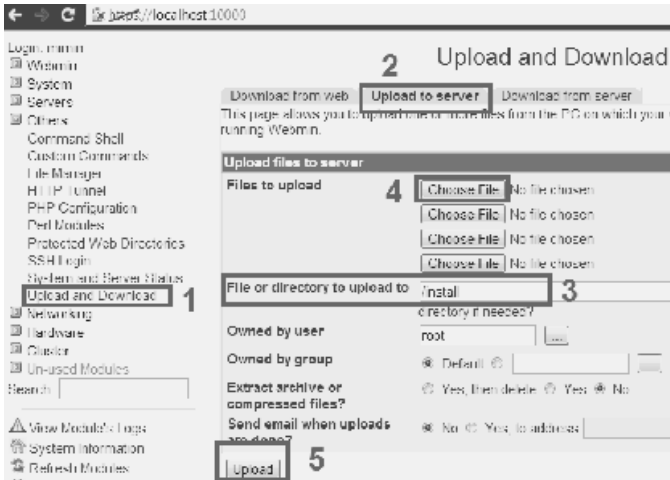 https://localhost:10000
Login: mimin
Webmin
System
Servers
Others
Command Shell
Custom Commands
File Manager
HTTP Tunnel
PHP Configuration
Perl Modules
Protected Web Directories
SSH Login
System and Server Status
Upload and Download
1
Networking
Hardware
Cluster
Un-used Modules
Search:
View Module's Logs
System Information
Refresh Modules
2
Upload and Download
Download from web
Upload to server
Download from server
This page allows you to upload one or more files from the PC on which your
running Webmin.
Upload files to server
Files to upload
4
Choose File No file chosen
Choose File No file chosen
Choose File No file chosen
Choose File No file chosen
File or directory to upload to
/install
3
directory if needed?
Owned by user
root
...
Owned by group
Default
Extract archive or
compressed files?
Yes, then delete Yes No
Send email when uploads
are done?
No Yes, to address
Upload
5